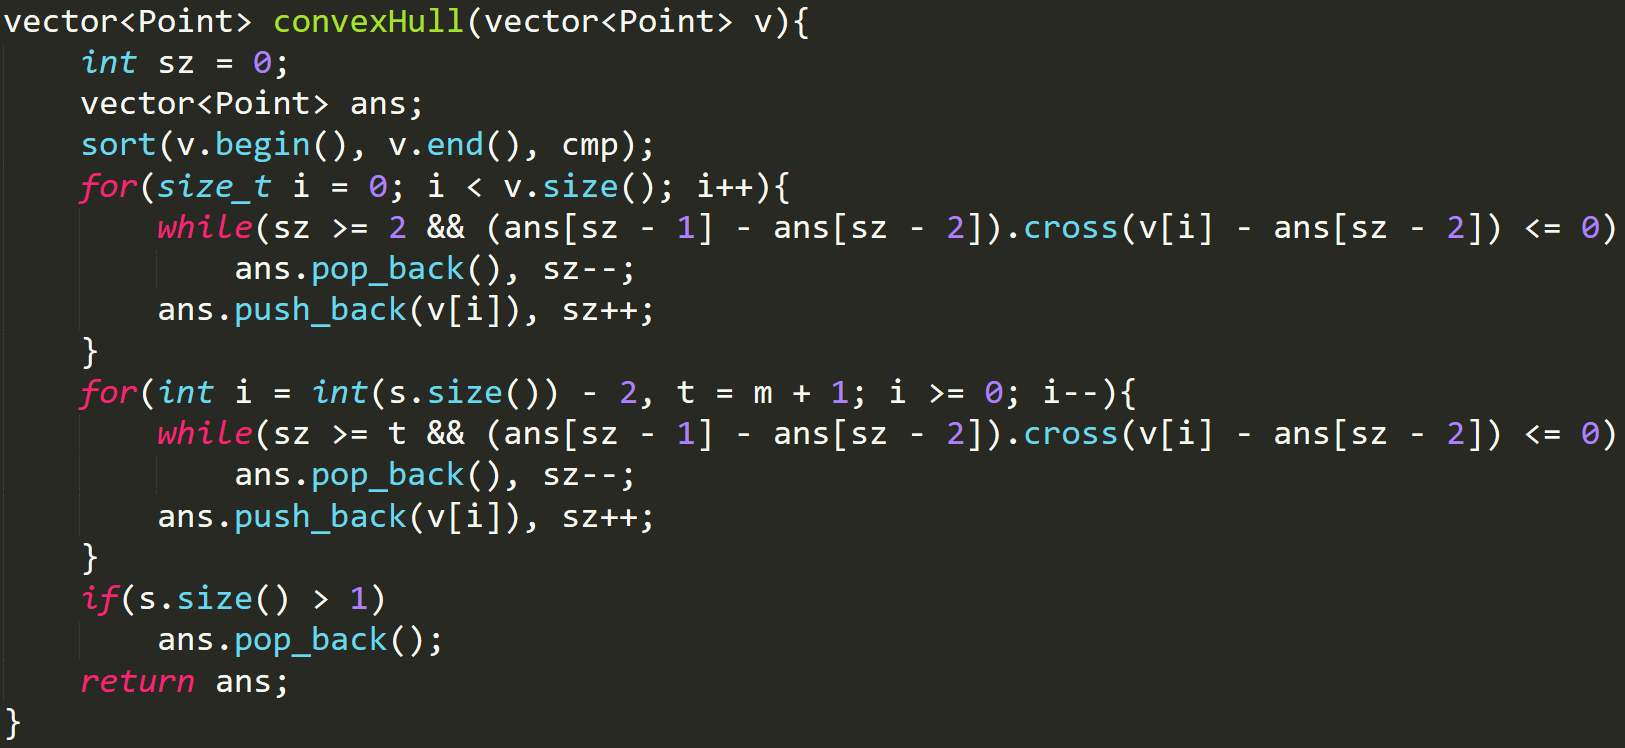 vector<Point> convexHull(vector<Point> v){
    int sz = 0;
    vector<Point> ans;
    sort(v.begin(), v.end(), cmp);
    for(size_t i = 0; i < v.size(); i++){
        while(sz >= 2 && (ans[sz - 1] - ans[sz - 2]).cross(v[i] - ans[sz - 2]) <= 0)
            ans.pop_back(), sz--;
        ans.push_back(v[i]), sz++;
    }
    for(int i = int(s.size()) - 2, t = m + 1; i >= 0; i--){
        while(sz >= t && (ans[sz - 1] - ans[sz - 2]).cross(v[i] - ans[sz - 2]) <= 0)
            ans.pop_back(), sz--;
        ans.push_back(v[i]), sz++;
    }
    if(s.size() > 1)
        ans.pop_back();
    return ans;
}